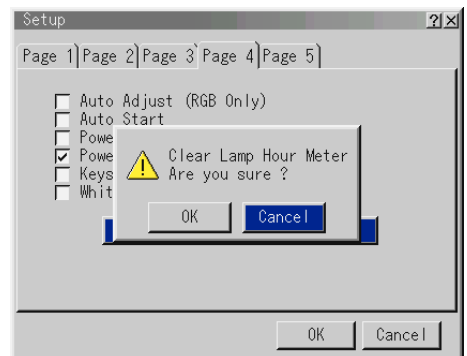 Setup
Page 1 Page 2 Page 3 Page 4 Page 5
Auto Adjust (RGB Only)
Auto Start
Powe
Powe
Keys
Whit
Clear Lamp Hour Meter
Are you sure ?
OK Cancel
OK Cancel